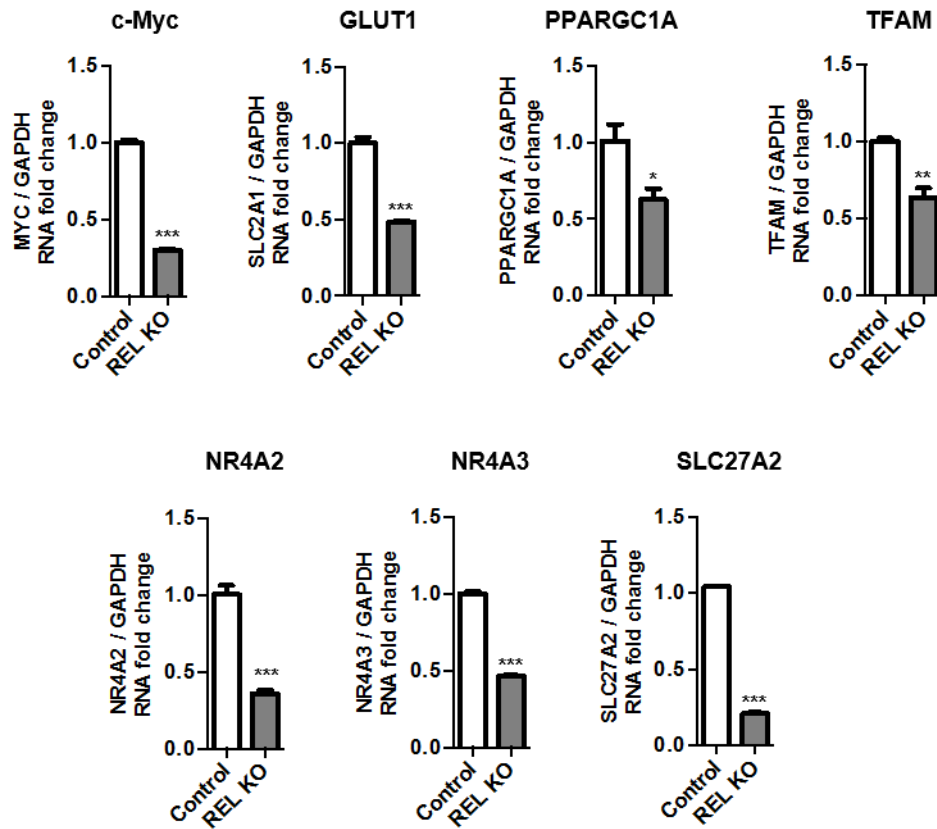 c-Myc
MYC / GAPDH
RNA fold change
1.5
1.0
0.5
0.0
***
Control
REL KO
GLUT1
SLC2A1 / GAPDH
RNA fold change
1.5
1.0
0.5
0.0
***
Control
REL KO
PPARGC1A
PPARGC1A / GAPDH
RNA fold change
1.5
1.0
0.5
0.0
*
Control
REL KO
TFAM
TFAM / GAPDH
RNA fold change
1.5
1.0
0.5
0.0
**
Control
REL KO
NR4A2
NR4A2 / GAPDH
RNA fold change
1.5
1.0
0.5
0.0
***
Control
REL KO
NR4A3
NR4A3 / GAPDH
RNA fold change
1.5
1.0
0.5
0.0
***
Control
REL KO
SLC27A2
SLC27A2 / GAPDH
RNA fold change
1.5
1.0
0.5
0.0
***
Control
REL KO